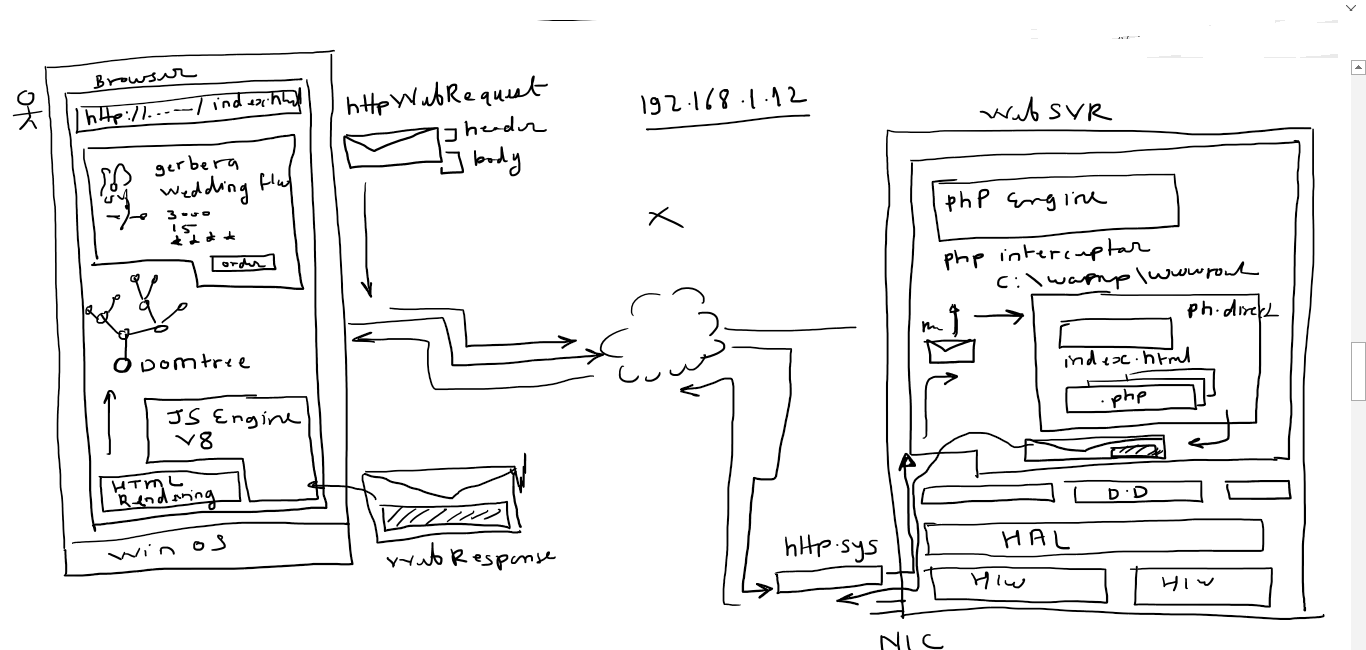 Browser
http://...../index.html
gerbera
Wedding flw
3000
15
****
order
Domtree
JS Engine
V8
HTML
Rendering
Win OS
httpWebRequest
header
body
192.168.1.12
WebResponse
http.sys
NIC
WebSVR
php Engine
php interceptar
C:\wapmp\wwwroot
ph.direct
index.html
.php
D.D
HAL
H/W
H/W